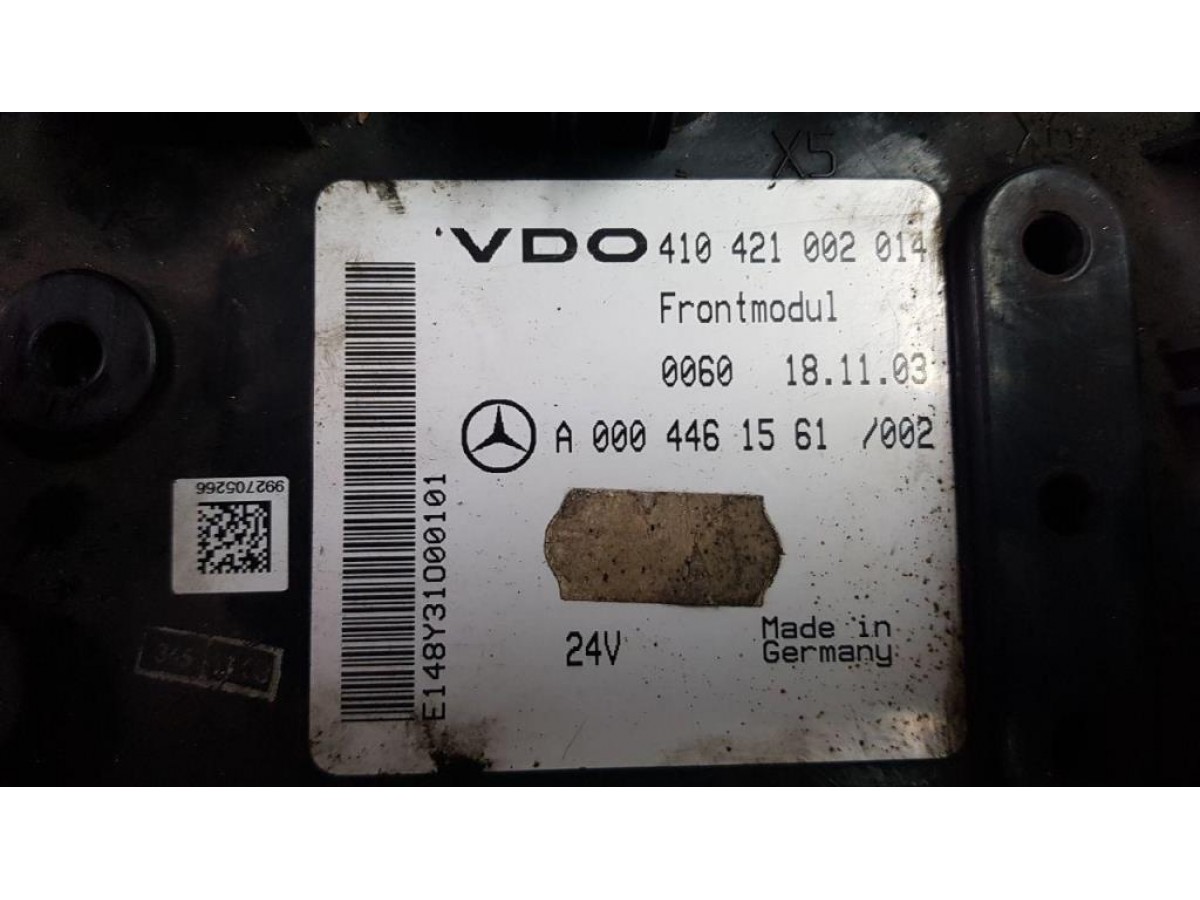 X5
VDO 410 421 002 014
Frontmodul
0060 18.11.03
A 000 446 15 61 /002
E148Y31000101
992705266
24V
Made in
Germany